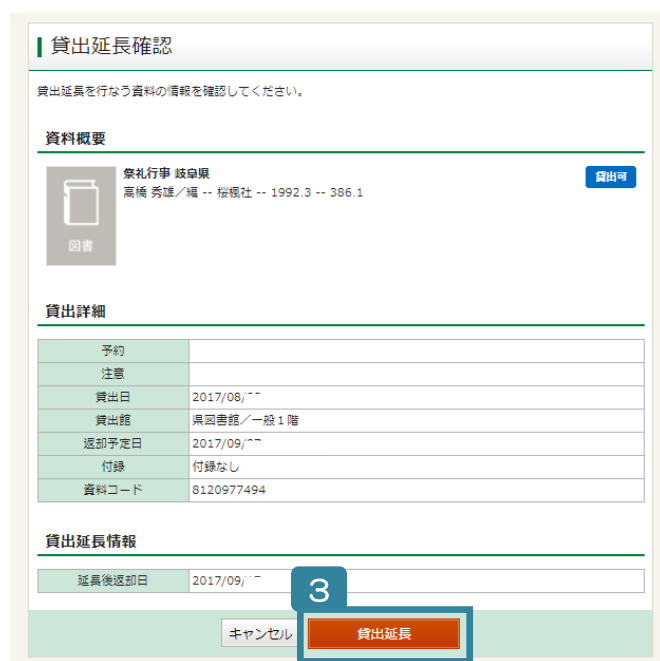 貸出延長確認
貸出延長を行なう資料の情報を確認してください。
資料概要
祭礼行事 岐阜県
貸出可
高橋 秀雄／編 -- 桜楓社 -- 1992.3 -- 386.1
図書
貸出詳細
予約
注意
貸出日 2017/08/
貸出館 県図書館／一般１階
返却予定日 2017/09/
付録 付録なし
資料コード 8120977494
貸出延長情報
延長後返却日 2017/09/
3
キャンセル 貸出延長